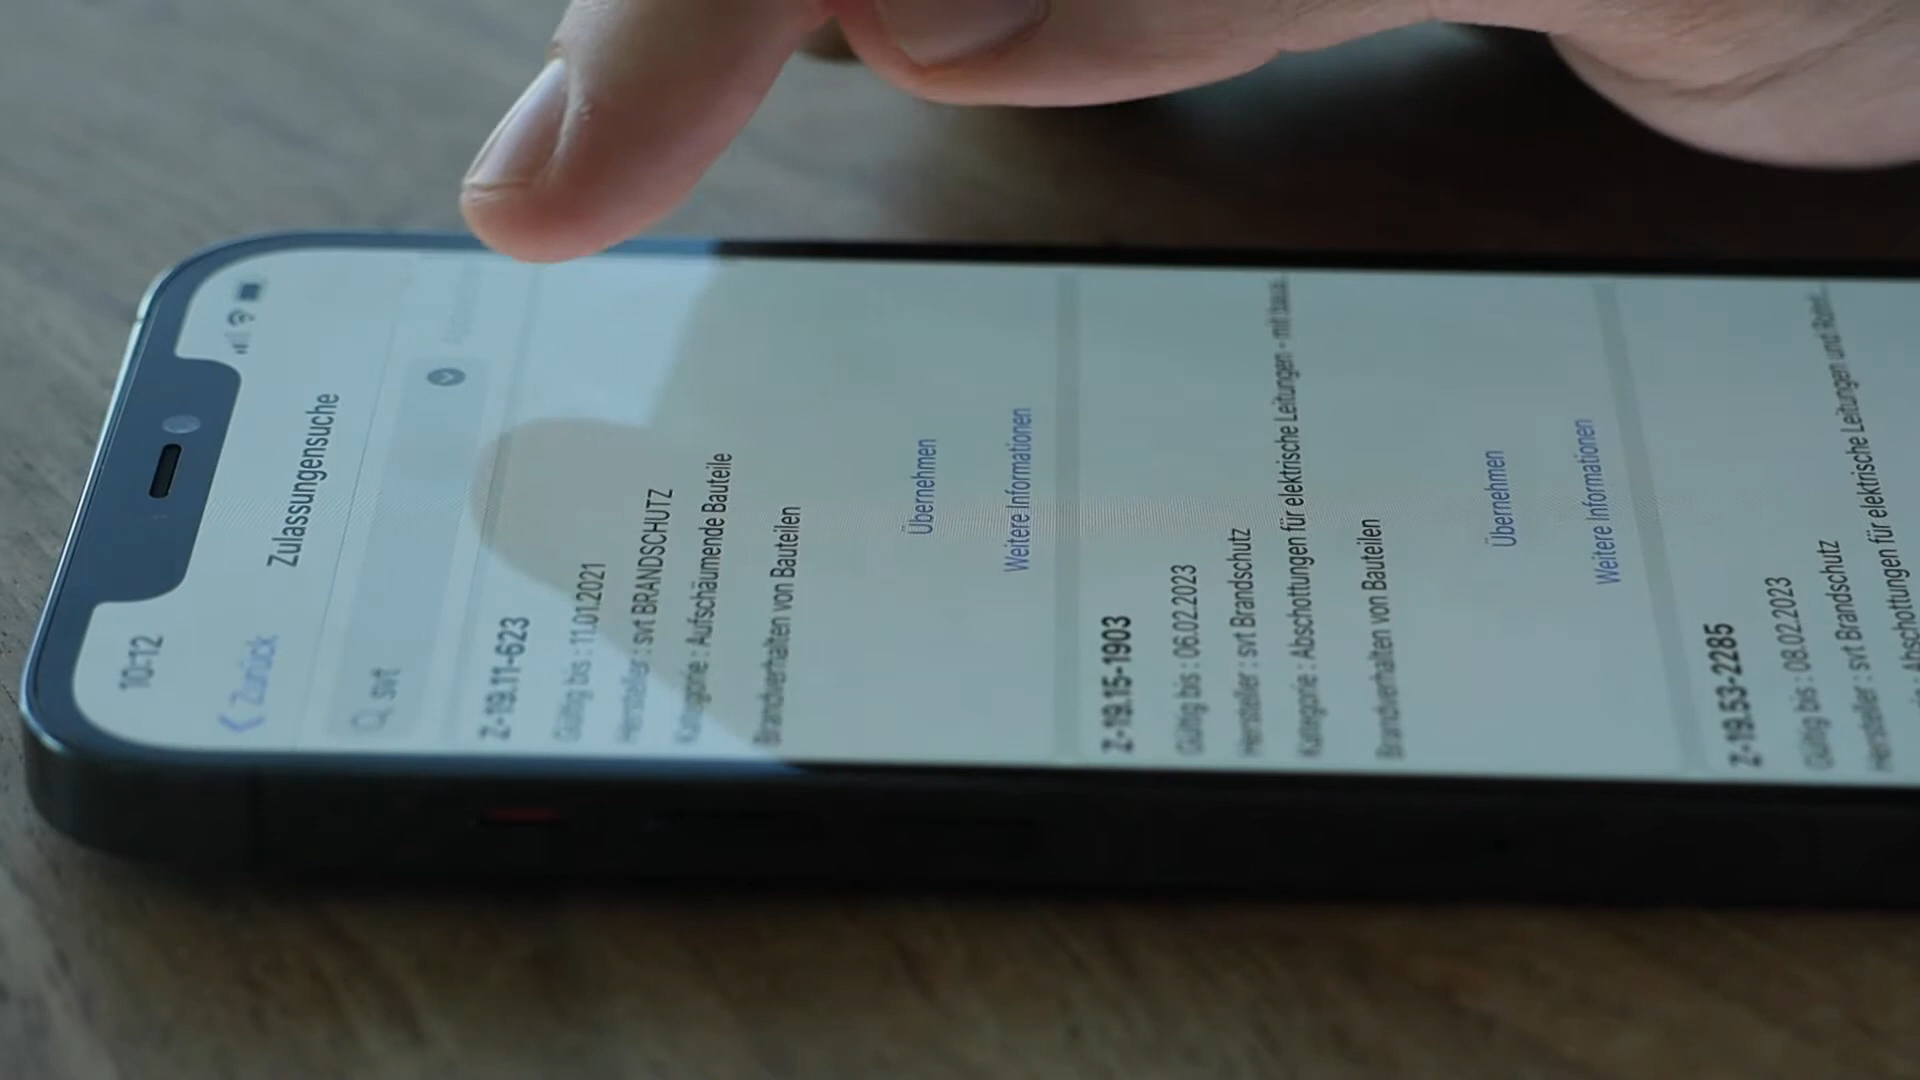 10:12
Zurück
Zulassungensuche
svt
Z-19.11-623
Gültig bis : 11.01.2021
Hersteller : svt BRANDSCHUTZ
Kategorie : Aufschäumende Bauteile
Brandverhalten von Bauteilen
Übernehmen
Weitere Informationen
Z-19.15-1903
Gültig bis : 06.02.2023
Hersteller : svt Brandschutz
Kategorie : Abschottungen für elektrische Leitungen - mit baua...
Brandverhalten von Bauteilen
Übernehmen
Weitere Informationen
Z-19.53-2285
Gültig bis : 08.02.2023
Hersteller : svt Brandschutz
Abschottungen für elektrische Leitungen und Rohrl...